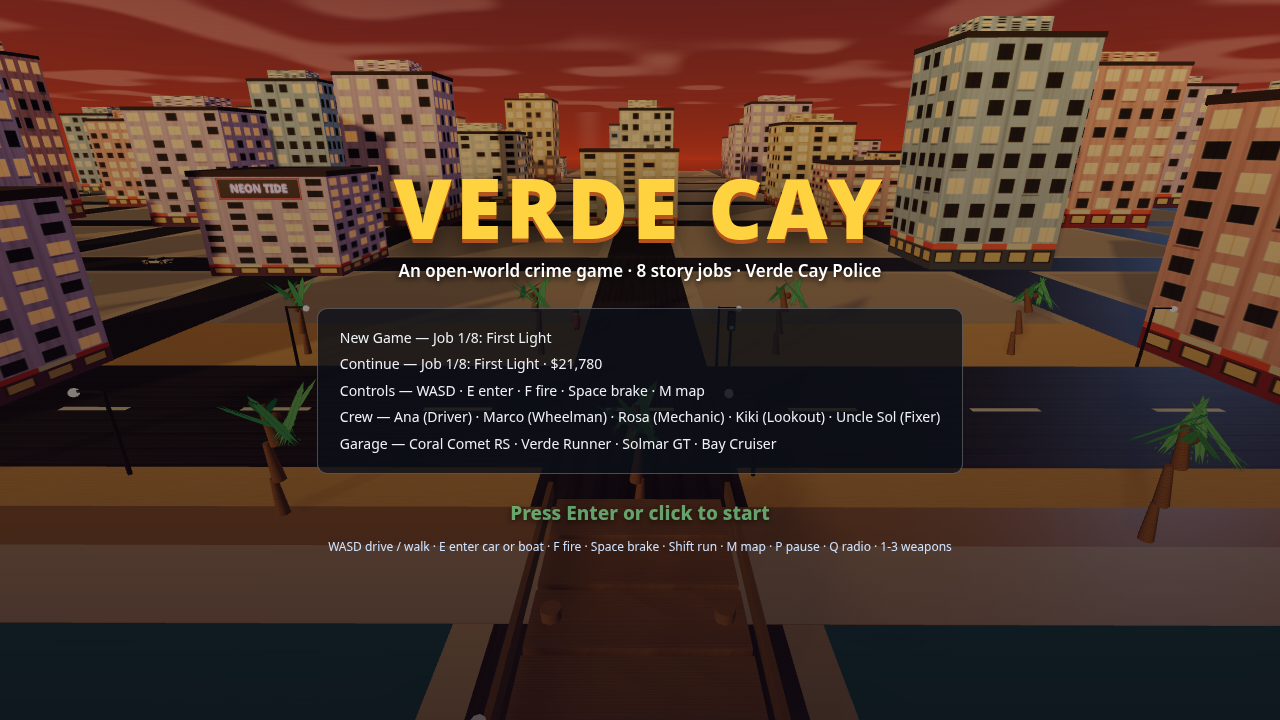 NEON TIDE
VERDE CAY
An open-world crime game · 8 story jobs · Verde Cay Police
New Game — Job 1/8: First Light
Continue — Job 1/8: First Light · $21,780
Controls — WASD · E enter · F fire · Space brake · M map
Crew — Ana (Driver) · Marco (Wheelman) · Rosa (Mechanic) · Kiki (Lookout) · Uncle Sol (Fixer)
Garage — Coral Comet RS · Verde Runner · Solmar GT · Bay Cruiser
Press Enter or click to start
WASD drive / walk · E enter car or boat · F fire · Space brake · Shift run · M map · P pause · Q radio · 1-3 weapons